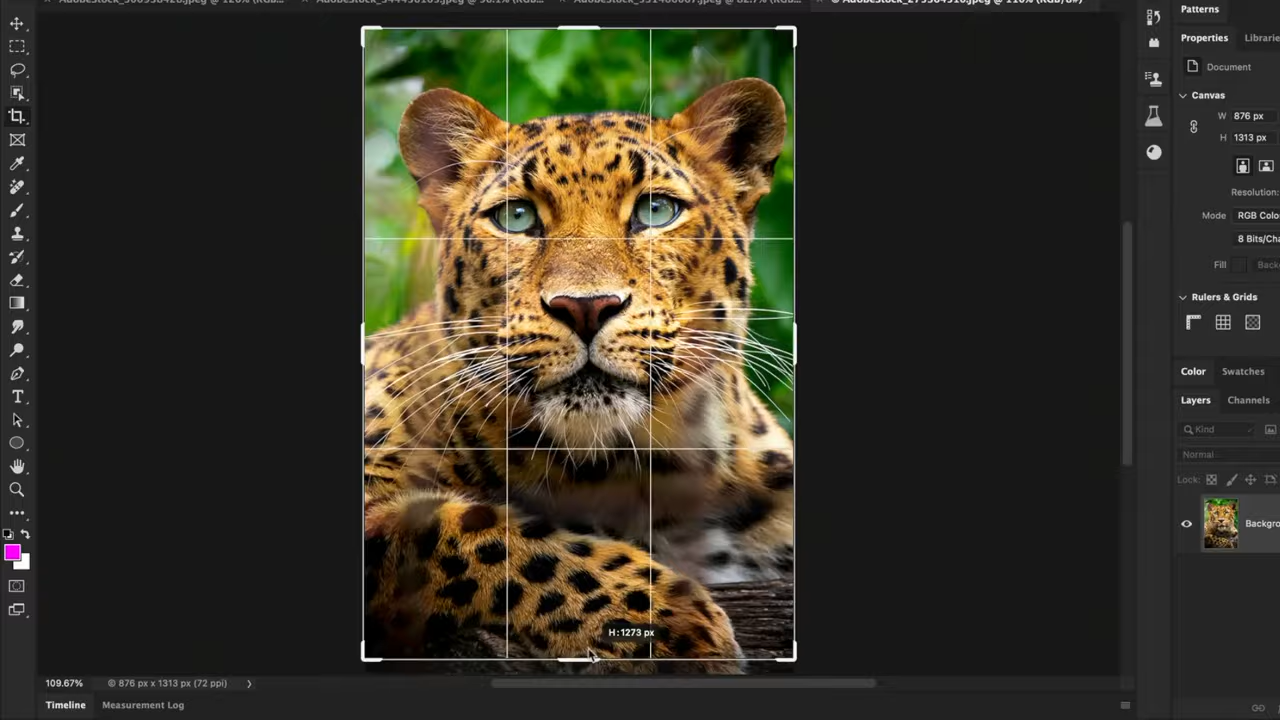 Patterns
Properties
Librarie
Document
Canvas
W 876 px
H 1313 px
Resolution:
Mode RGB Colo
8 Bits/Cha
Fill Back
Rulers & Grids
Color Swatches
Layers Channels
Kind
Normal
Lock:
Backgro
H: 1273 px
109.67% © 876 px x 1313 px (72 ppi)
Timeline Measurement Log